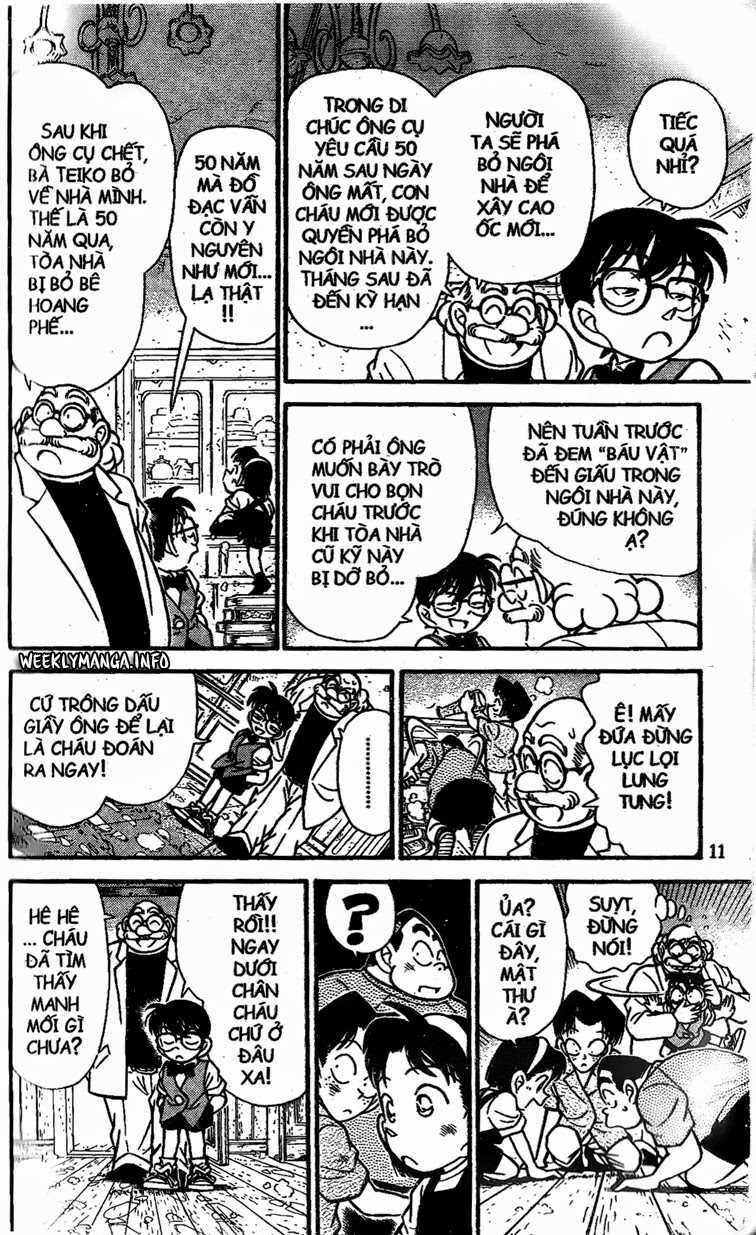 SAU KHI
ÔNG CỤ CHẾT,
BÀ TEIKO BỎ
VỀ NHÀ MÌNH.
THẾ LÀ 50
NĂM QUA,
TÒA NHÀ
BỊ BỎ BÊ
HOANG
PHẾ...
50 NĂM
MÀ ĐỒ
ĐẠC VẪN
CÒN Y
NGUYÊN
NHƯ MỚI...
LẠ THẬT
!!
TRONG DI
CHÚC ÔNG CỤ
YÊU CẦU 50
NĂM SAU NGÀY
ÔNG MẤT, CON
CHÁU MỚI ĐƯỢC
QUYỀN PHÁ BỎ
NGÔI NHÀ NÀY.
THÁNG SAU ĐÃ
ĐẾN KỲ HẠN
...
NGƯỜI
TA SẼ PHÁ
BỎ NGÔI
NHÀ ĐỂ
XÂY CAO
ỐC MỚI...
TIẾC
QUÁ
NHỈ?
CÓ PHẢI ÔNG
MUỐN BÀY TRÒ
VUI CHO BỌN
CHÁU TRƯỚC
KHI TÒA NHÀ
CŨ KỸ NÀY
BỊ DỠ BỎ...
NÊN TUẦN TRƯỚC
ĐÃ ĐEM "BÁU VẬT"
ĐẾN GIẤU TRONG
NGÔI NHÀ NÀY,
ĐÚNG KHÔNG
Ạ?
WEEKLYMANGA.INFO
CỨ TRÔNG DẤU
GIẦY ÔNG ĐỂ LẠI
LÀ CHÁU ĐOÁN
RA NGAY!
..........
Ê! MẤY
ĐỨA ĐỪNG
LỤC LỌI
LUNG
TUNG!
11
HÊ HÊ
... CHÁU
ĐÃ TÌM
THẤY
MANH
MỐI GÌ
CHƯA?
THẤY
RỒI!!
NGAY
DƯỚI
CHÂN
CHÁU
CHỨ Ở
ĐÂU
XA!
?
ỦA?
CÁI GÌ
ĐÂY,
MẬT
THƯ
À?
SUỴT,
ĐỪNG
NÓI!